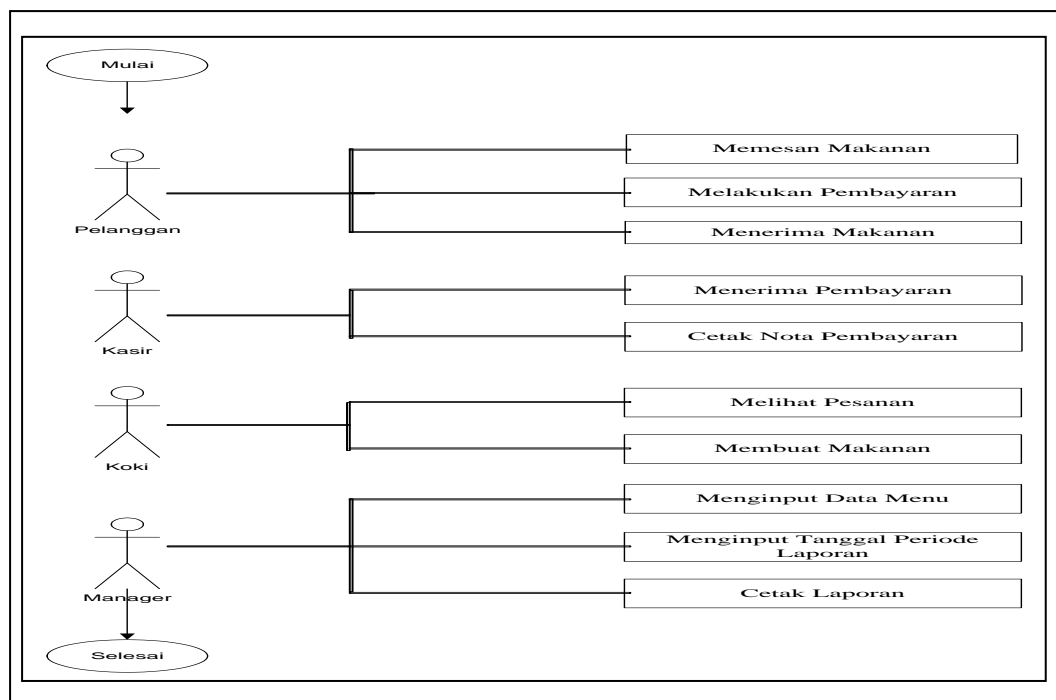 Mulai
Memesan Makanan
Melakukan Pembayaran
Menerima Makanan
Pelanggan
Menerima Pembayaran
Cetak Nota Pembayaran
Kasir
Melihat Pesanan
Membuat Makanan
Koki
Menginput Data Menu
Menginput Tanggal Periode
Laporan
Cetak Laporan
Manager
Selesai